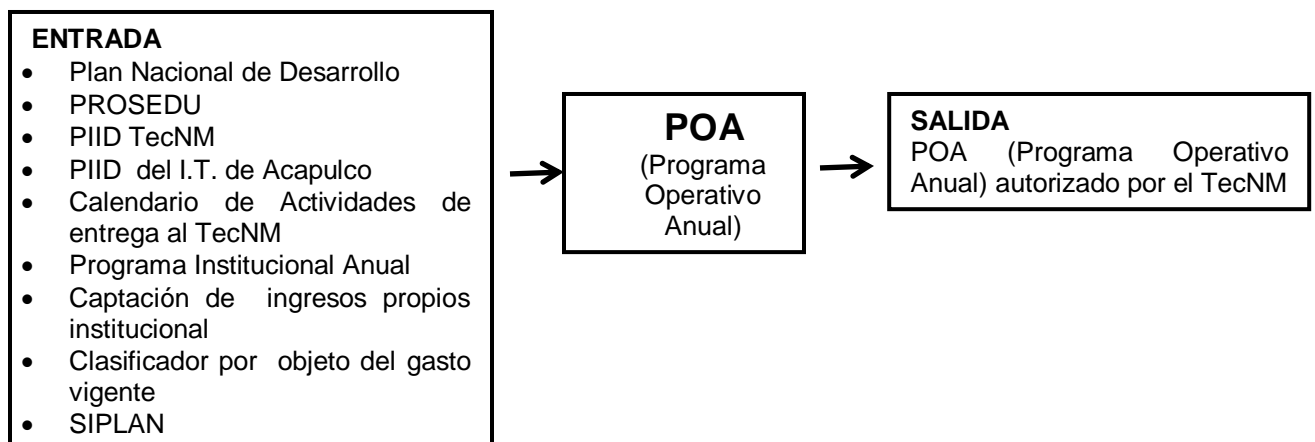 ENTRADA
• Plan Nacional de Desarrollo
• PROSEDU
• PIID TecNM
• PIID del I.T. de Acapulco
• Calendario de Actividades de
entrega al TecNM
• Programa Institucional Anual
• Captación de ingresos propios
institucional
• Clasificador por objeto del gasto
vigente
• SIPLAN
POA
(Programa
Operativo
Anual)
SALIDA
POA (Programa Operativo
Anual) autorizado por el TecNM